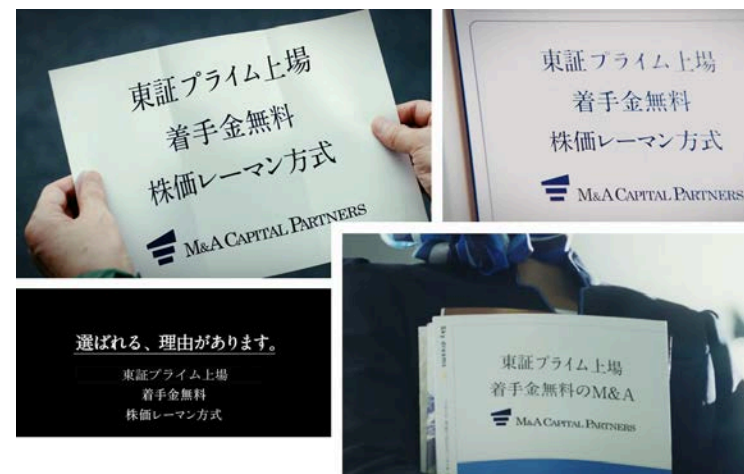 東証プライム上場
着手金無料
株価レーマン方式
M&A CAPITAL PARTNERS
東証プライム上場
着手金無料
株価レーマン方式
M&A CAPITAL PARTNERS
選ばれる、理由があります。
東証プライム上場
着手金無料
株価レーマン方式
東証プライム上場
着手金無料のM&A
M&A CAPITAL PARTNERS